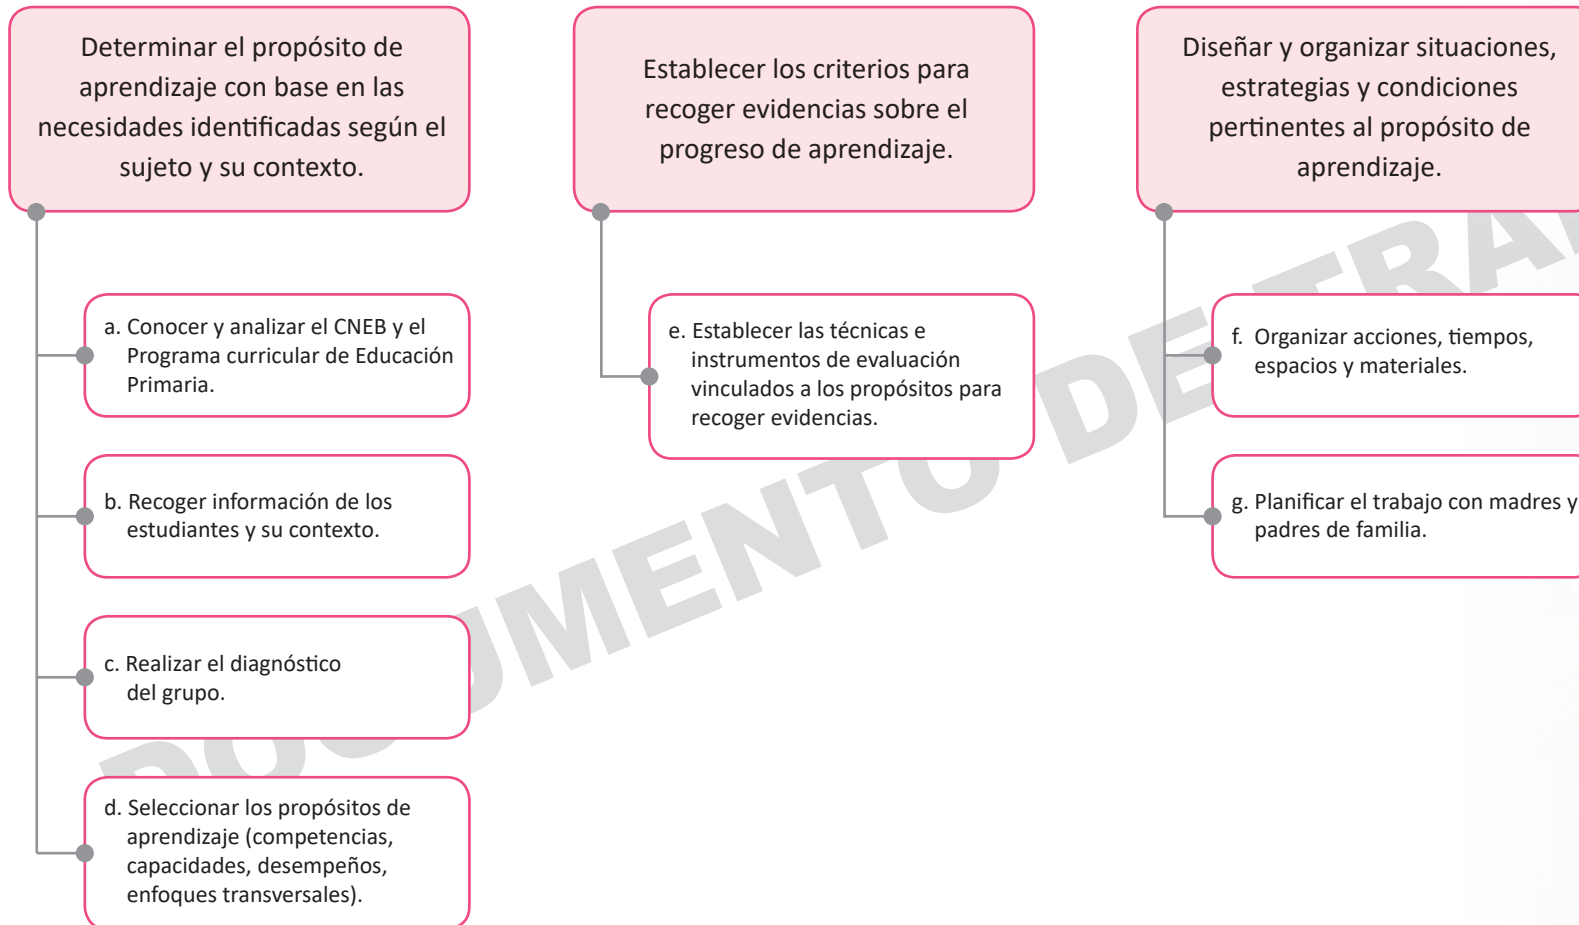 Determinar el propósito de
aprendizaje con base en las
necesidades identificadas según el
sujeto y su contexto.
a. Conocer y analizar el CNEB y el
Programa curricular de Educación
Primaria.
b. Recoger información de los
estudiantes y su contexto.
c. Realizar el diagnóstico
del grupo.
d. Seleccionar los propósitos de
aprendizaje (competencias,
capacidades, desempeños,
enfoques transversales).
Establecer los criterios para
recoger evidencias sobre el
progreso de aprendizaje.
e. Establecer las técnicas e
instrumentos de evaluación
vinculados a los propósitos para
recoger evidencias.
Diseñar y organizar situaciones,
estrategias y condiciones
pertinentes al propósito de
aprendizaje.
f. Organizar acciones, tiempos,
espacios y materiales.
g. Planificar el trabajo con madres y
padres de familia.
DOCUMENTO DE